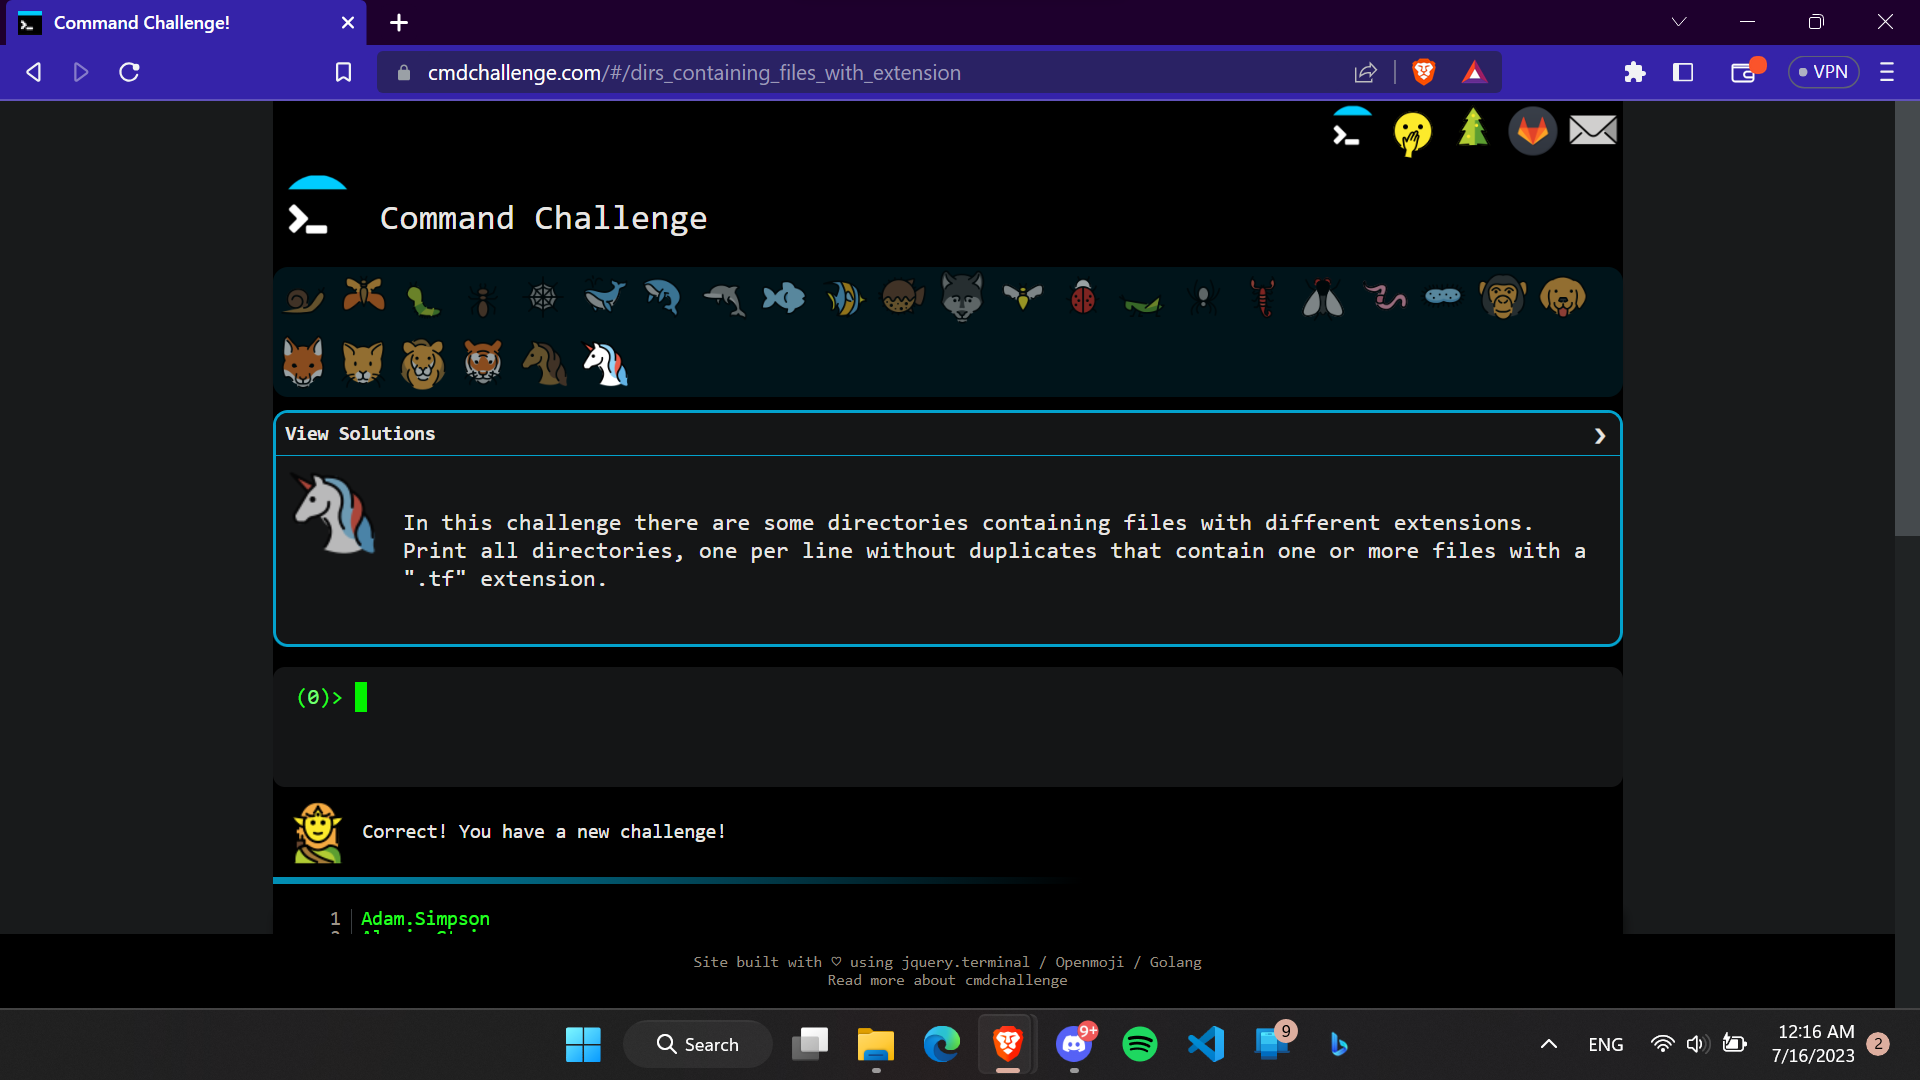 Command Challenge!
cmdchallenge.com/#/dirs_containing_files_with_extension
VPN
Command Challenge
View Solutions
In this challenge there are some directories containing files with different extensions.
Print all directories, one per line without duplicates that contain one or more files with a
".tf" extension.
(0)>
Correct! You have a new challenge!
1 Adam.Simpson
Site built with ♡ using jquery.terminal / Openmoji / Golang
Read more about cmdchallenge
Search
9+
9
ENG
12:16 AM
7/16/2023
2